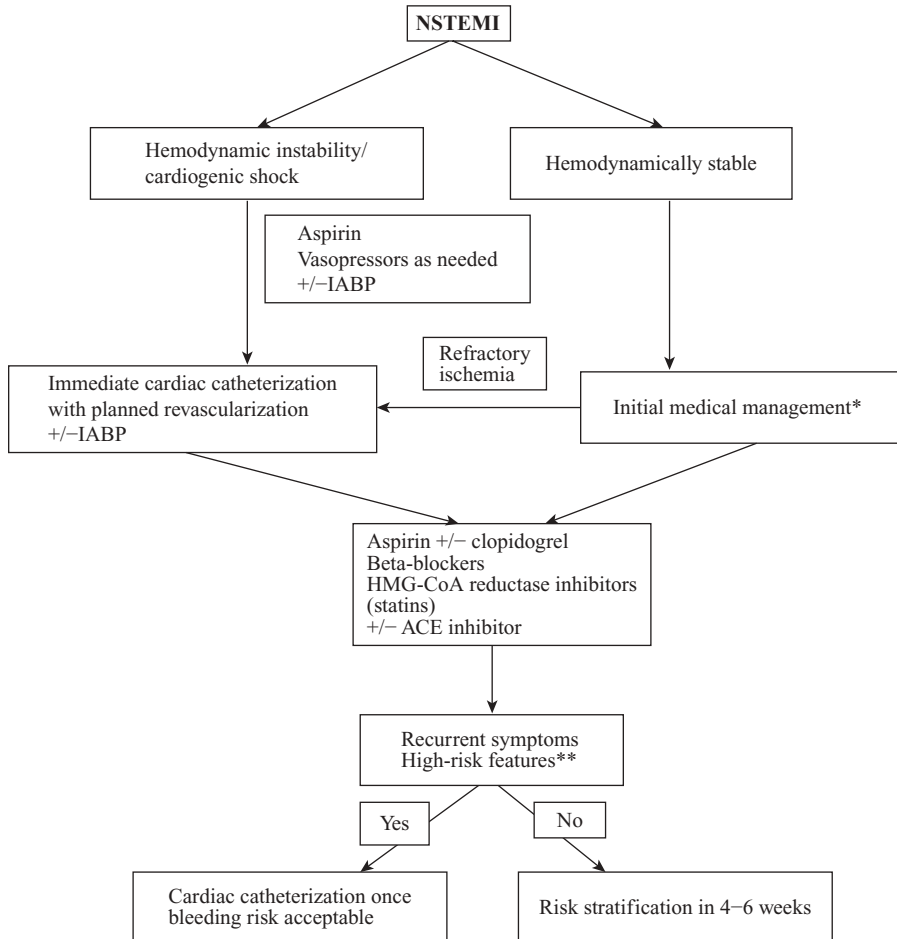 NSTEMI
Hemodynamic instability/
cardiogenic shock
Hemodynamically stable
Aspirin
Vasopressors as needed
+/−IABP
Refractory
ischemia
Immediate cardiac catheterization
with planned revascularization
+/−IABP
Initial medical management*
Aspirin +/− clopidogrel
Beta-blockers
HMG-CoA reductase inhibitors
(statins)
+/− ACE inhibitor
Recurrent symptoms
High-risk features**
Yes
No
Cardiac catheterization once
bleeding risk acceptable
Risk stratification in 4−6 weeks